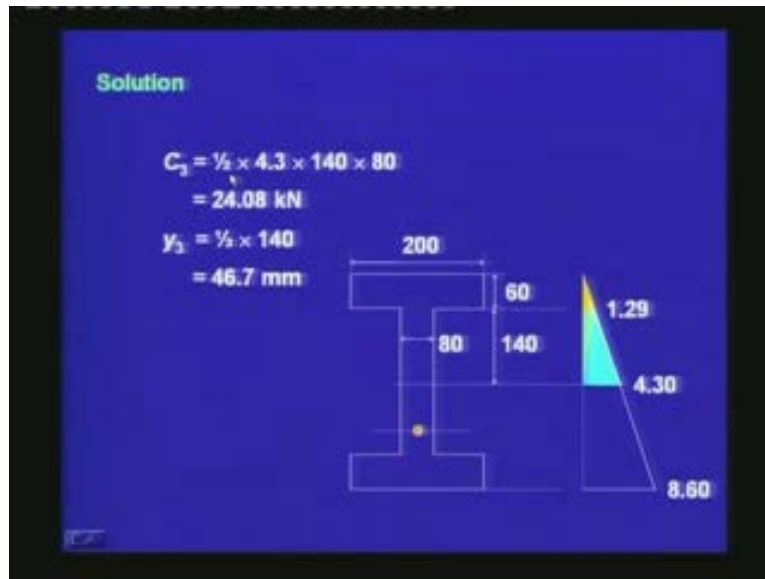 Solution
C₃ = ½ × 4.3 × 140 × 80
= 24.08 kN
y₃ = ⅓ × 140
= 46.7 mm
200
60
1.29
80
140
4.30
8.60